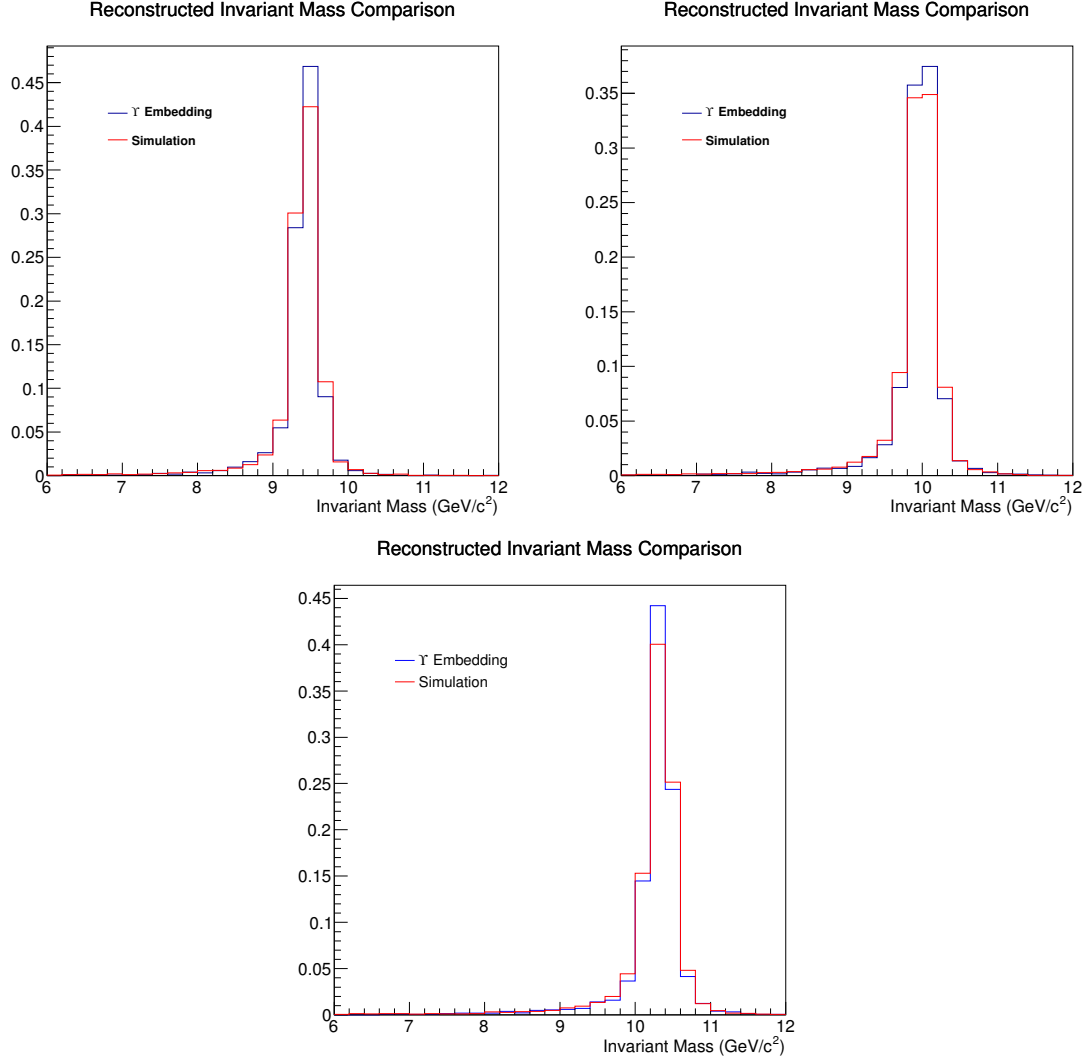 Reconstructed Invariant Mass Comparison
0.45
0.4
0.35
0.3
0.25
0.2
0.15
0.1
0.05
0
ϒ Embedding
Simulation
6 7 8 9 10 11 12
Invariant Mass (GeV/c²)
Reconstructed Invariant Mass Comparison
0.35
0.3
0.25
0.2
0.15
0.1
0.05
0
ϒ Embedding
Simulation
6 7 8 9 10 11 12
Invariant Mass (GeV/c²)
Reconstructed Invariant Mass Comparison
0.45
0.4
0.35
0.3
0.25
0.2
0.15
0.1
0.05
0
ϒ Embedding
Simulation
6 7 8 9 10 11 12
Invariant Mass (GeV/c²)